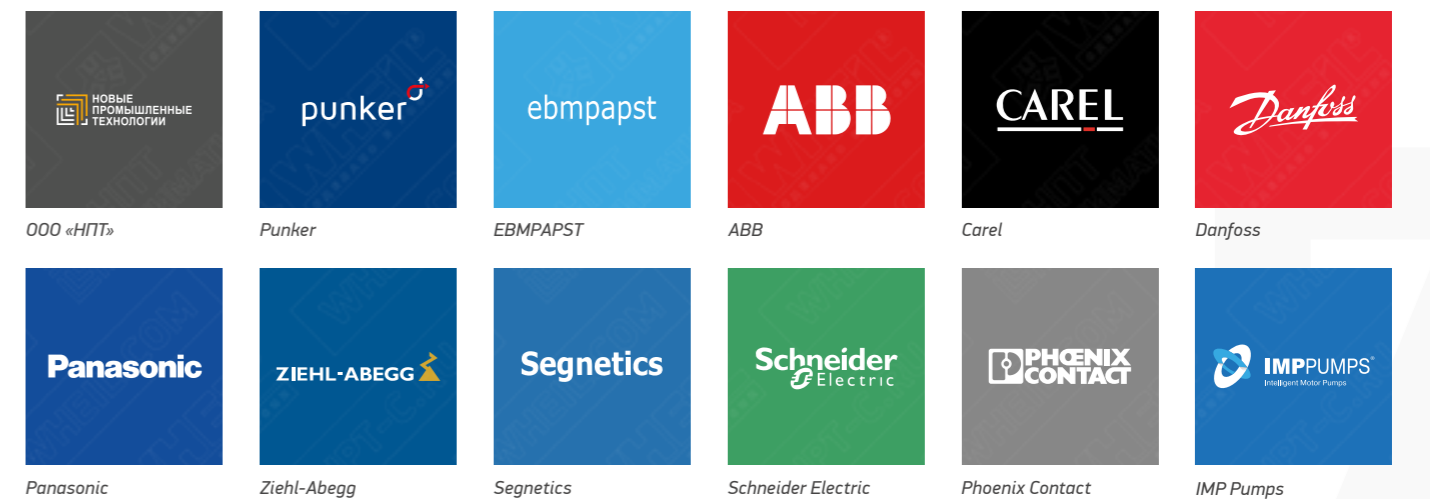 НОВЫЕ
ПРОМЫШЛЕННЫЕ
ТЕХНОЛОГИИ
punker
ebmpapst
ABB
CAREL
Danfoss
ООО «НПТ»
Punker
EBMPAPST
ABB
Carel
Danfoss
Panasonic
ZIEHL-ABEGG
Segnetics
Schneider
Electric
PHŒNIX
CONTACT
IMPPUMPS®
Intelligent Motor Pumps
Panasonic
Ziehl-Abegg
Segnetics
Schneider Electric
Phoenix Contact
IMP Pumps